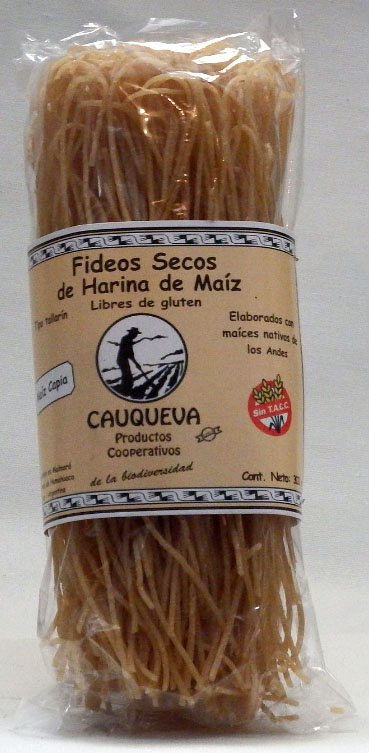 Fideos Secos
de Harina de Maíz
Libres de gluten
Tipo tallarín
Elaborados con
maíces nativos de
los Andes
Maíz Capia
CAUQUEVA
Productos
Cooperativos
Sin T.A.C.C.
de la biodiversidad
Argentina
Cont. Neto: